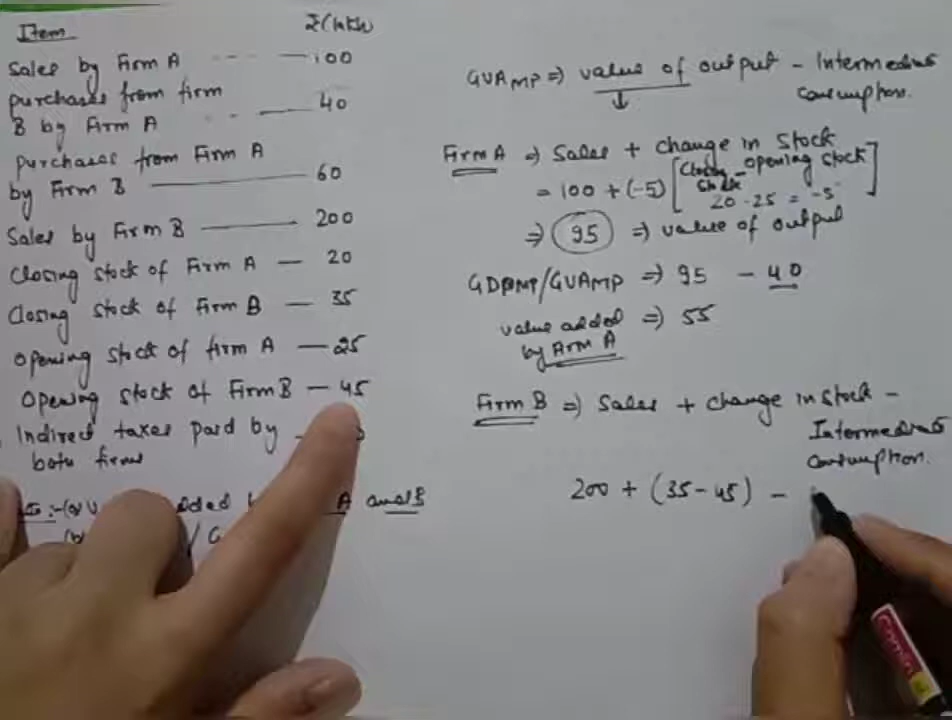 Item ₹(lakh)
Sales by Firm A — 100
purchases from firm
B by Firm A - - - 40
purchases from Firm A
by Firm B — 60
Sales by Firm B — 200
Closing stock of Firm A — 20
Closing stock of Firm B — 35
Opening stock of firm A — 25
Opening stock of Firm B — 45
Indirect taxes paid by —
both firms
A and B
GVAMP => value of output - Intermediate
consumption.
Firm A => Sales + change in Stock
= 100 + (-5) [Closing stock - opening stock
20 - 25 = -5]
=> 95 => value of output
GDPMP/GVAMP => 95 - 40
value added => 55
by Firm A
Firm B => Sales + change in stock -
Intermediate
consumption.
200 + (35 - 45) -
Camlin